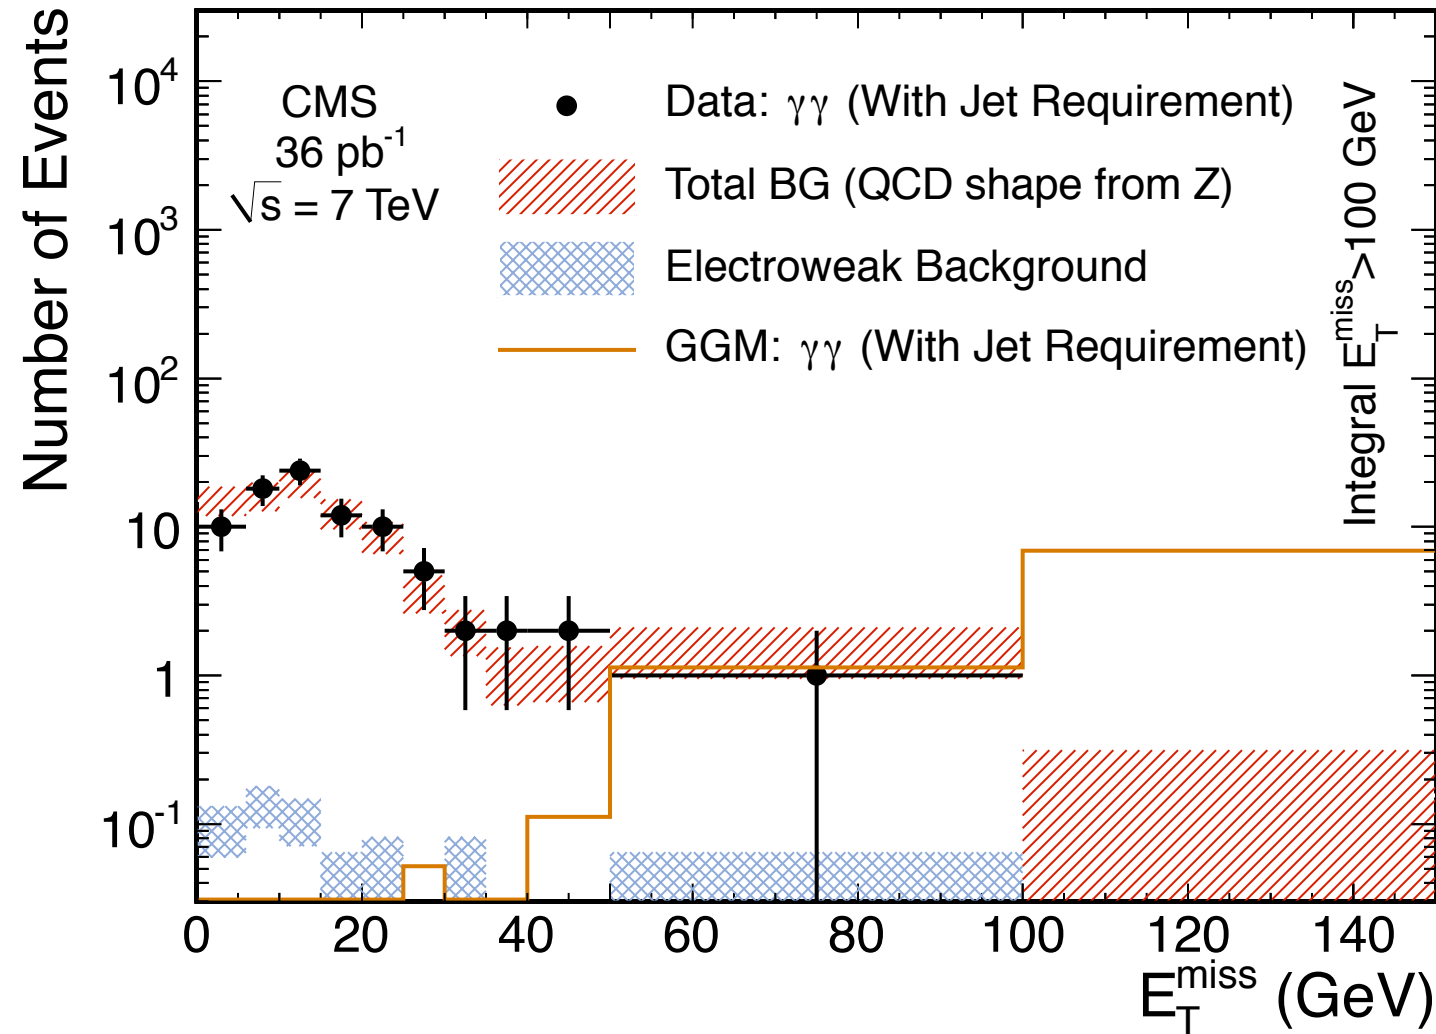 Number of Events
10^4
10^3
10^2
10
1
10^-1
CMS
36 pb^-1
√s = 7 TeV
Data: γγ (With Jet Requirement)
Total BG (QCD shape from Z)
Electroweak Background
GGM: γγ (With Jet Requirement)
Integral E_T^miss>100 GeV
0 20 40 60 80 100 120 140
E_T^miss (GeV)